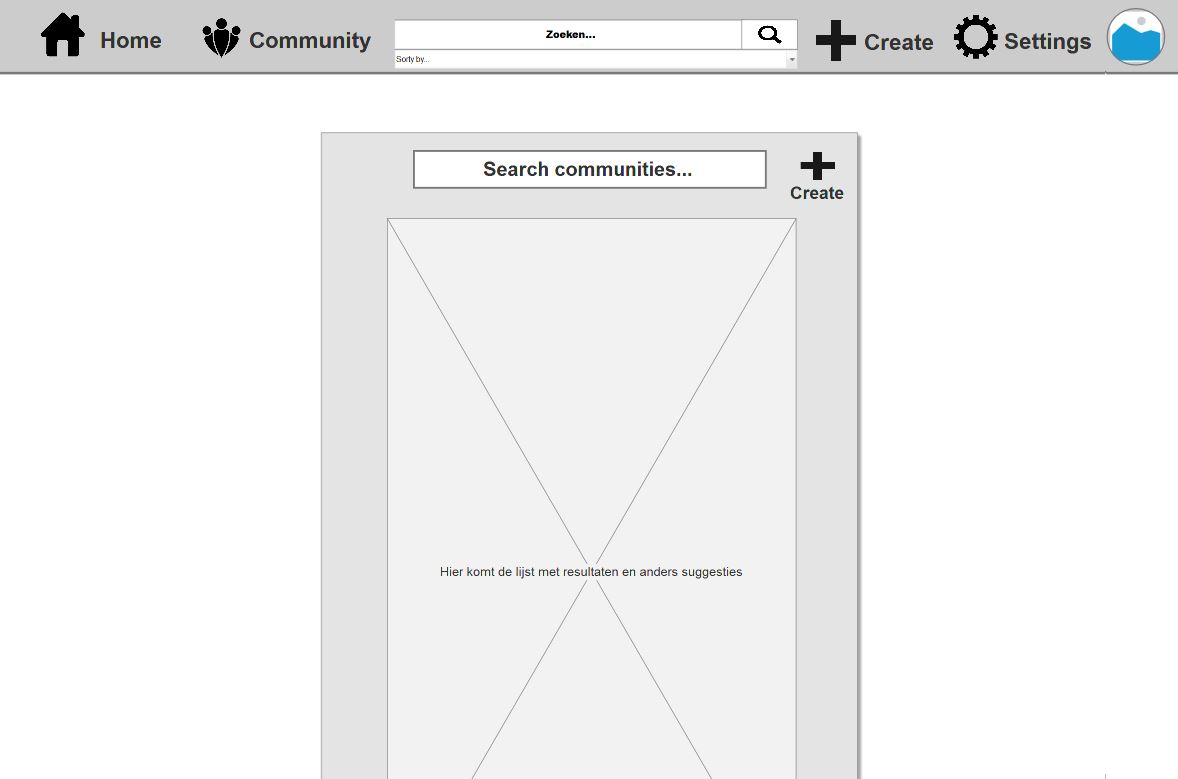 Home
Community
Zoeken...
Sorty by...
Create
Settings
Search communities...
Create
Hier komt de lijst met resultaten en anders suggesties